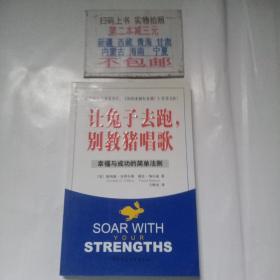 扫码上书 实物拍照
第二本减三元
新疆 西藏 青海 甘肃
内蒙古 海南 宁夏
不包邮
让兔子去跑，
别教猪唱歌
幸福与成功的简单法则
SOAR WITH
YOUR
STRENGTHS